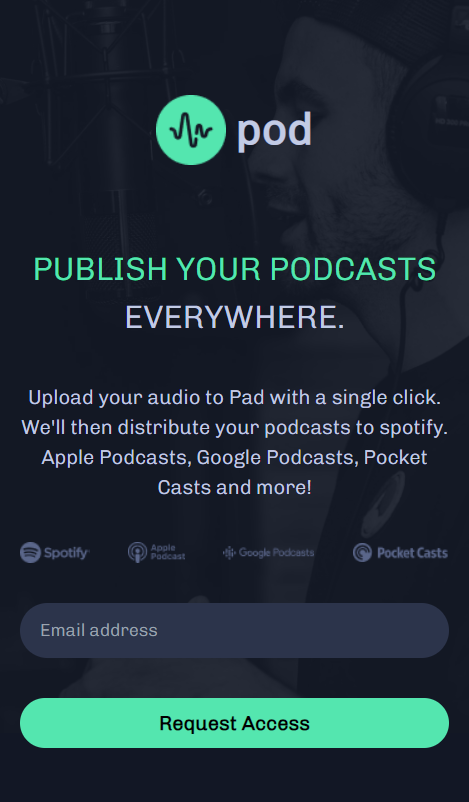 pod
PUBLISH YOUR PODCASTS
EVERYWHERE.
Upload your audio to Pad with a single click.
We'll then distribute your podcasts to spotify.
Apple Podcasts, Google Podcasts, Pocket
Casts and more!
Spotify
Apple
Podcast
Google Podcasts
Pocket Casts
Email address
Request Access